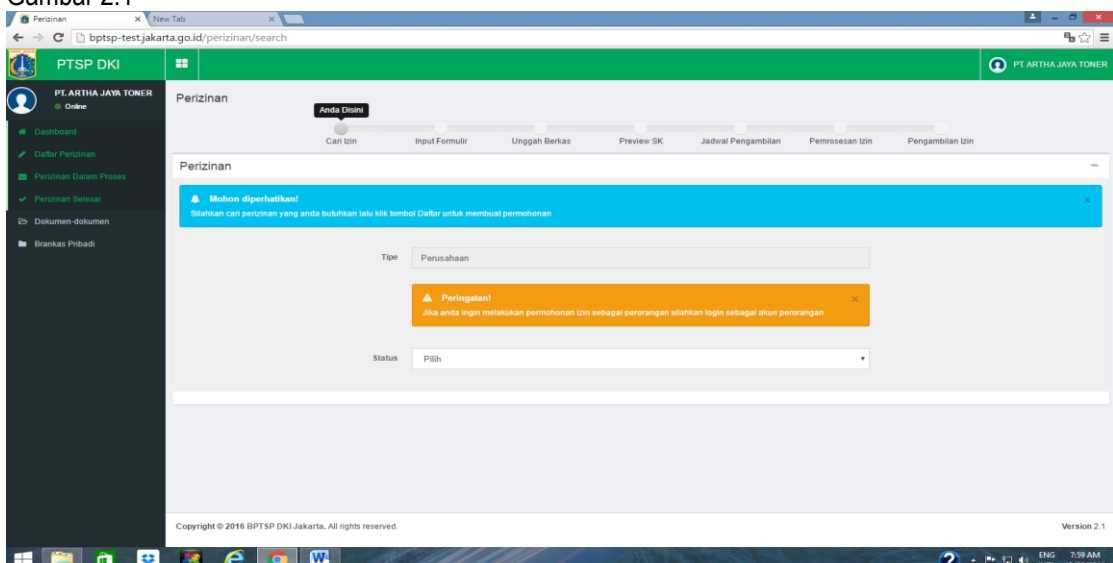 Gambar 2.1
Perizinan
New Tab
bptsp-test.jakarta.go.id/perizinan/search
PTSP DKI
PT. ARTHA JAYA TONER
PT. ARTHA JAYA TONER
Online
Perizinan
Anda Disini
Cari Izin
Input Formulir
Unggah Berkas
Preview SK
Jadwal Pengambilan
Pemrosesan Izin
Pengambilan Izin
Dashboard
Daftar Perizinan
Perizinan Dalam Proses
Perizinan Selesai
Dokumen-dokumen
Brankas Pribadi
Perizinan
Mohon diperhatikan!
Silahkan cari perizinan yang anda butuhkan lalu klik tombol Daftar untuk membuat permohonan
Tipe
Perusahaan
Peringatan!
Jika anda ingin melakukan permohonan izin sebagai perorangan silahkan login sebagai akun perorangan
Status
Pilih
Copyright © 2016 BPTSP DKI Jakarta. All rights reserved.
Version 2.1
ENG
7:59 AM